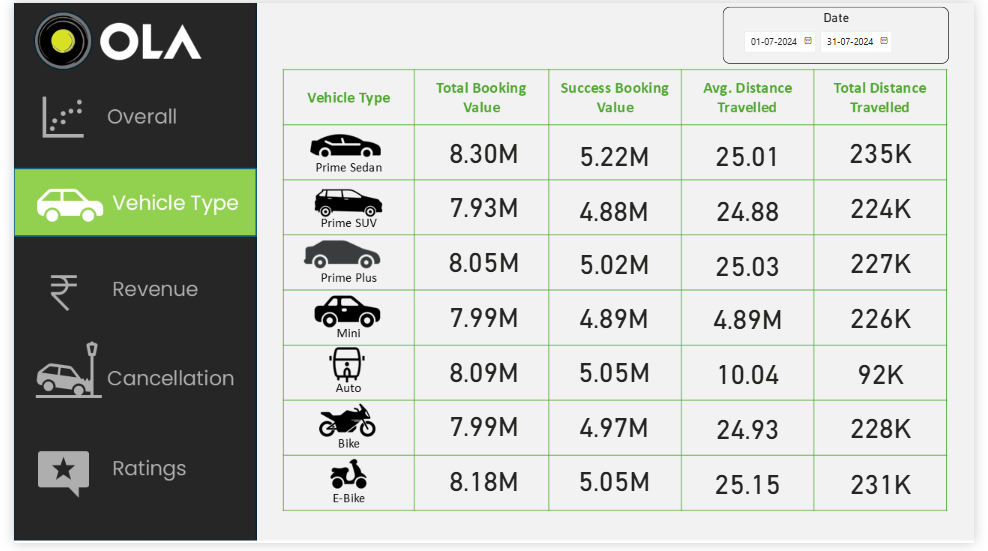 OLA
Overall
Vehicle Type
Revenue
Cancellation
Ratings
Date
01-07-2024 31-07-2024
Vehicle Type Total Booking Value Success Booking Value Avg. Distance Travelled Total Distance Travelled
Prime Sedan 8.30M 5.22M 25.01 235K
Prime SUV 7.93M 4.88M 24.88 224K
Prime Plus 8.05M 5.02M 25.03 227K
Mini 7.99M 4.89M 4.89M 226K
Auto 8.09M 5.05M 10.04 92K
Bike 7.99M 4.97M 24.93 228K
E-Bike 8.18M 5.05M 25.15 231K